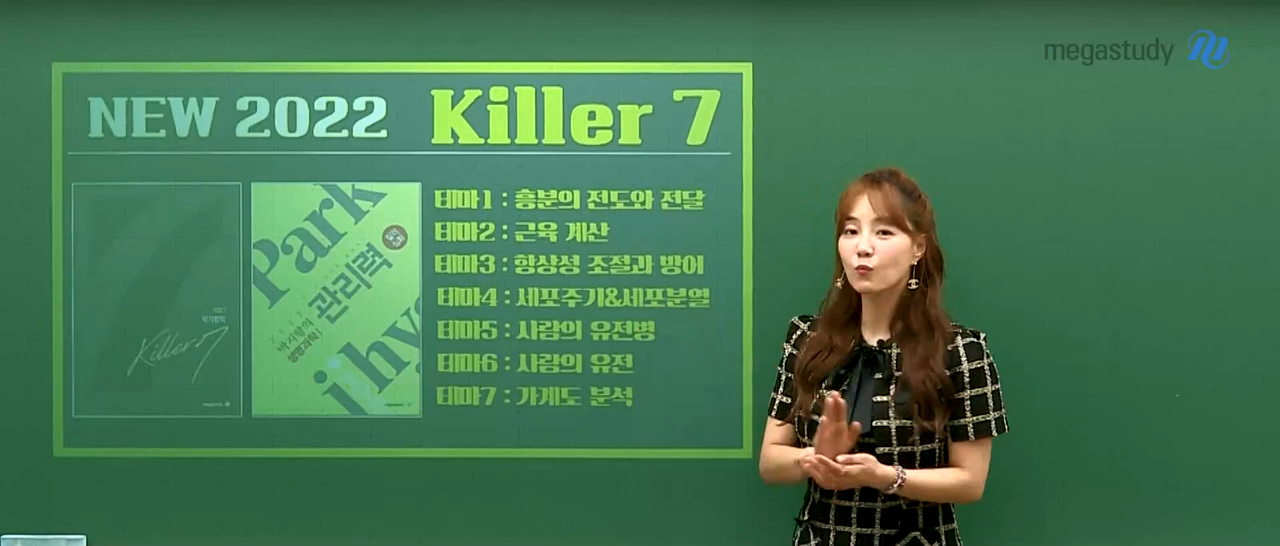 megastudy
NEW 2022 Killer 7
테마1 : 흥분의 전도와 전달
테마2 : 근육 계산
테마3 : 항상성 조절과 방어
테마4 : 세포주기&세포분열
테마5 : 사람의 유전병
테마6 : 사람의 유전
테마7 : 가계도 분석
Killer 7
Park
관리력
생명과학1
jihy